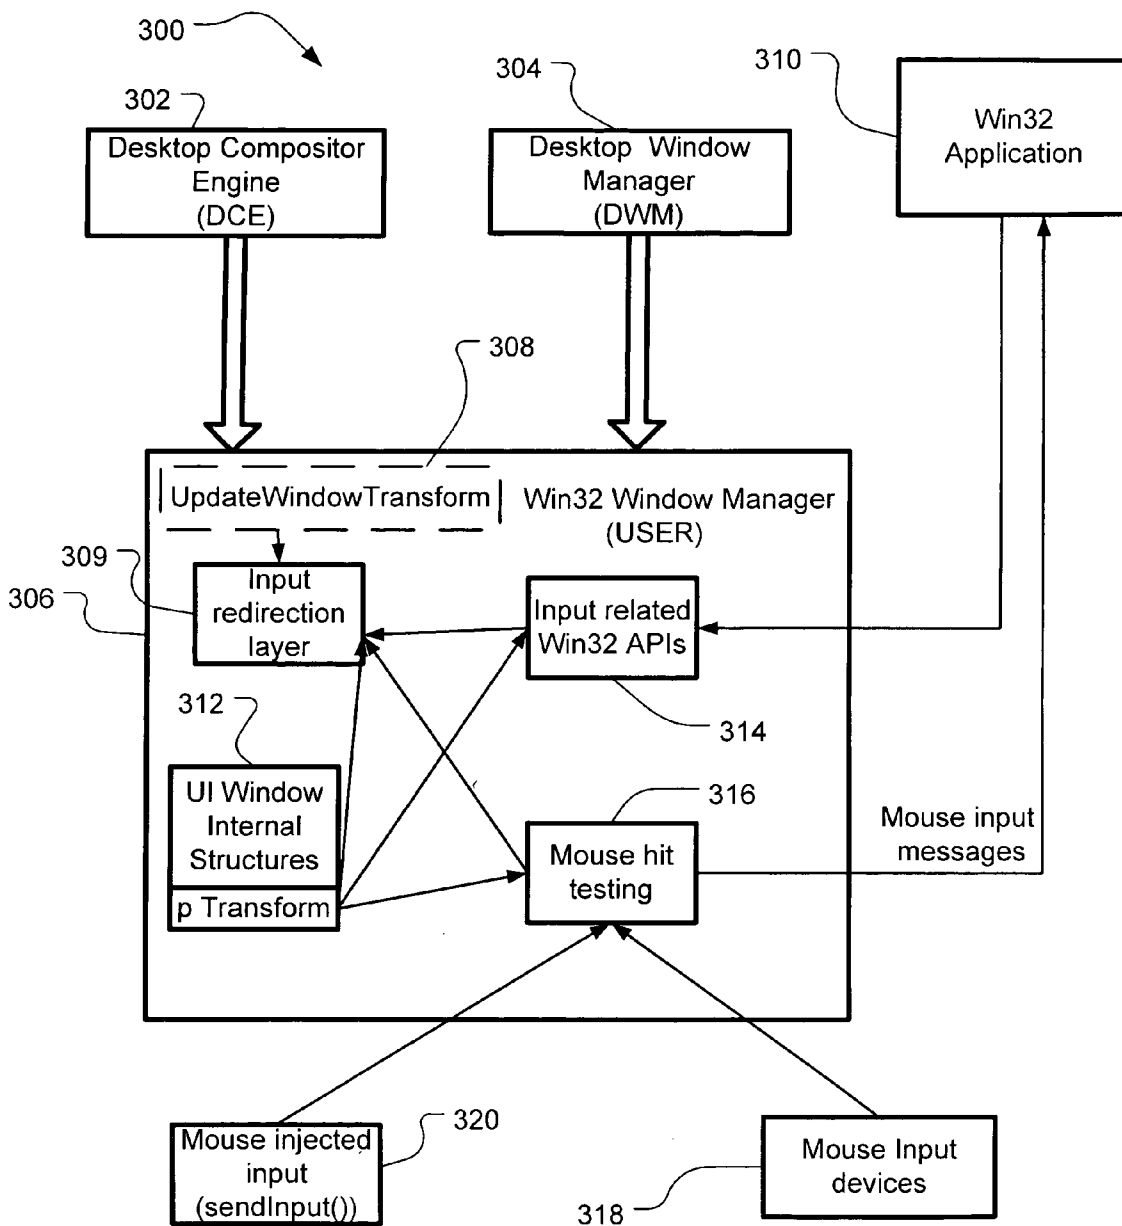 300
302
304
310
Desktop Compositor
Engine
(DCE)
Desktop Window
Manager
(DWM)
Win32
Application
308
UpdateWindowTransform
Win32 Window Manager
(USER)
309
306
Input
redirection
layer
Input related
Win32 APIs
312
314
UI Window
Internal
Structures
p Transform
316
Mouse hit
testing
Mouse input
messages
Mouse injected
input
(sendInput())
320
Mouse Input
devices
318